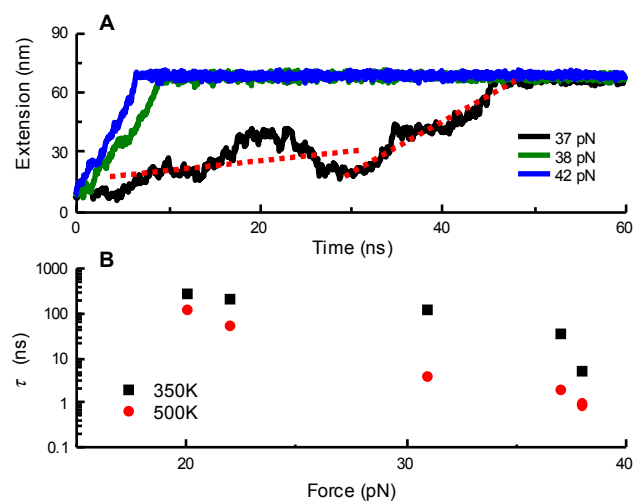 A
90
60
30
0
Extension (nm)
37 pN
38 pN
42 pN
0
20
40
60
Time (ns)
B
1000
100
10
1
0.1
τ (ns)
350K
500K
20
30
40
Force (pN)